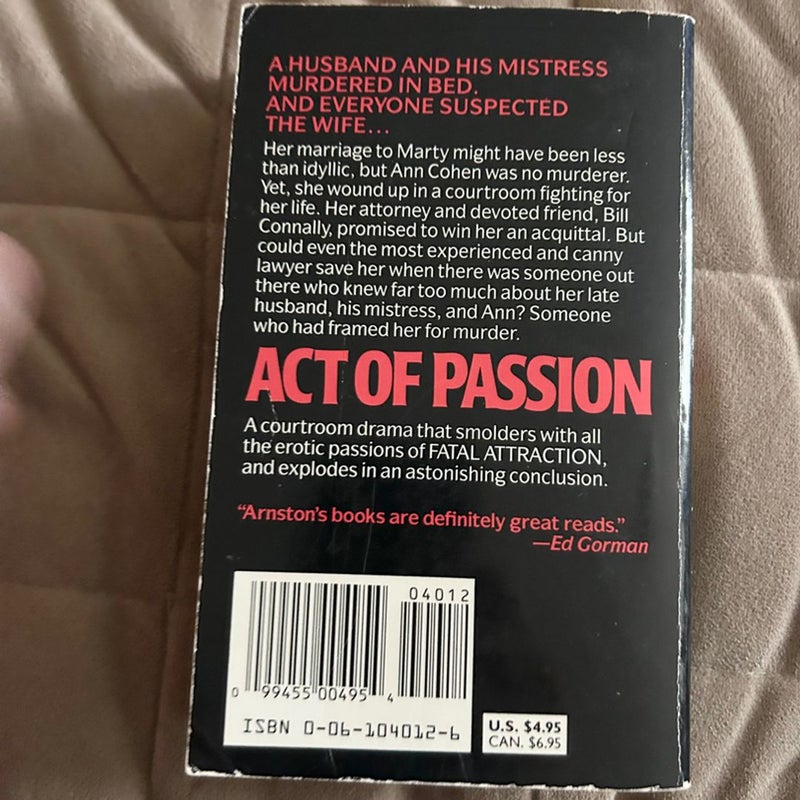 A HUSBAND AND HIS MISTRESS
MURDERED IN BED.
AND EVERYONE SUSPECTED
THE WIFE...
Her marriage to Marty might have been less
than idyllic, but Ann Cohen was no murderer.
Yet, she wound up in a courtroom fighting for
her life. Her attorney and devoted friend, Bill
Connally, promised to win her an acquittal. But
could even the most experienced and canny
lawyer save her when there was someone out
there who knew far too much about her late
husband, his mistress, and Ann? Someone
who had framed her for murder.
ACT OF PASSION
A courtroom drama that smolders with all
the erotic passions of FATAL ATTRACTION,
and explodes in an astonishing conclusion.
“Arnston's books are definitely great reads.”
—Ed Gorman
04012
0 99455 00495 4
ISBN 0-06-104012-6
U.S. $4.95
CAN. $6.95